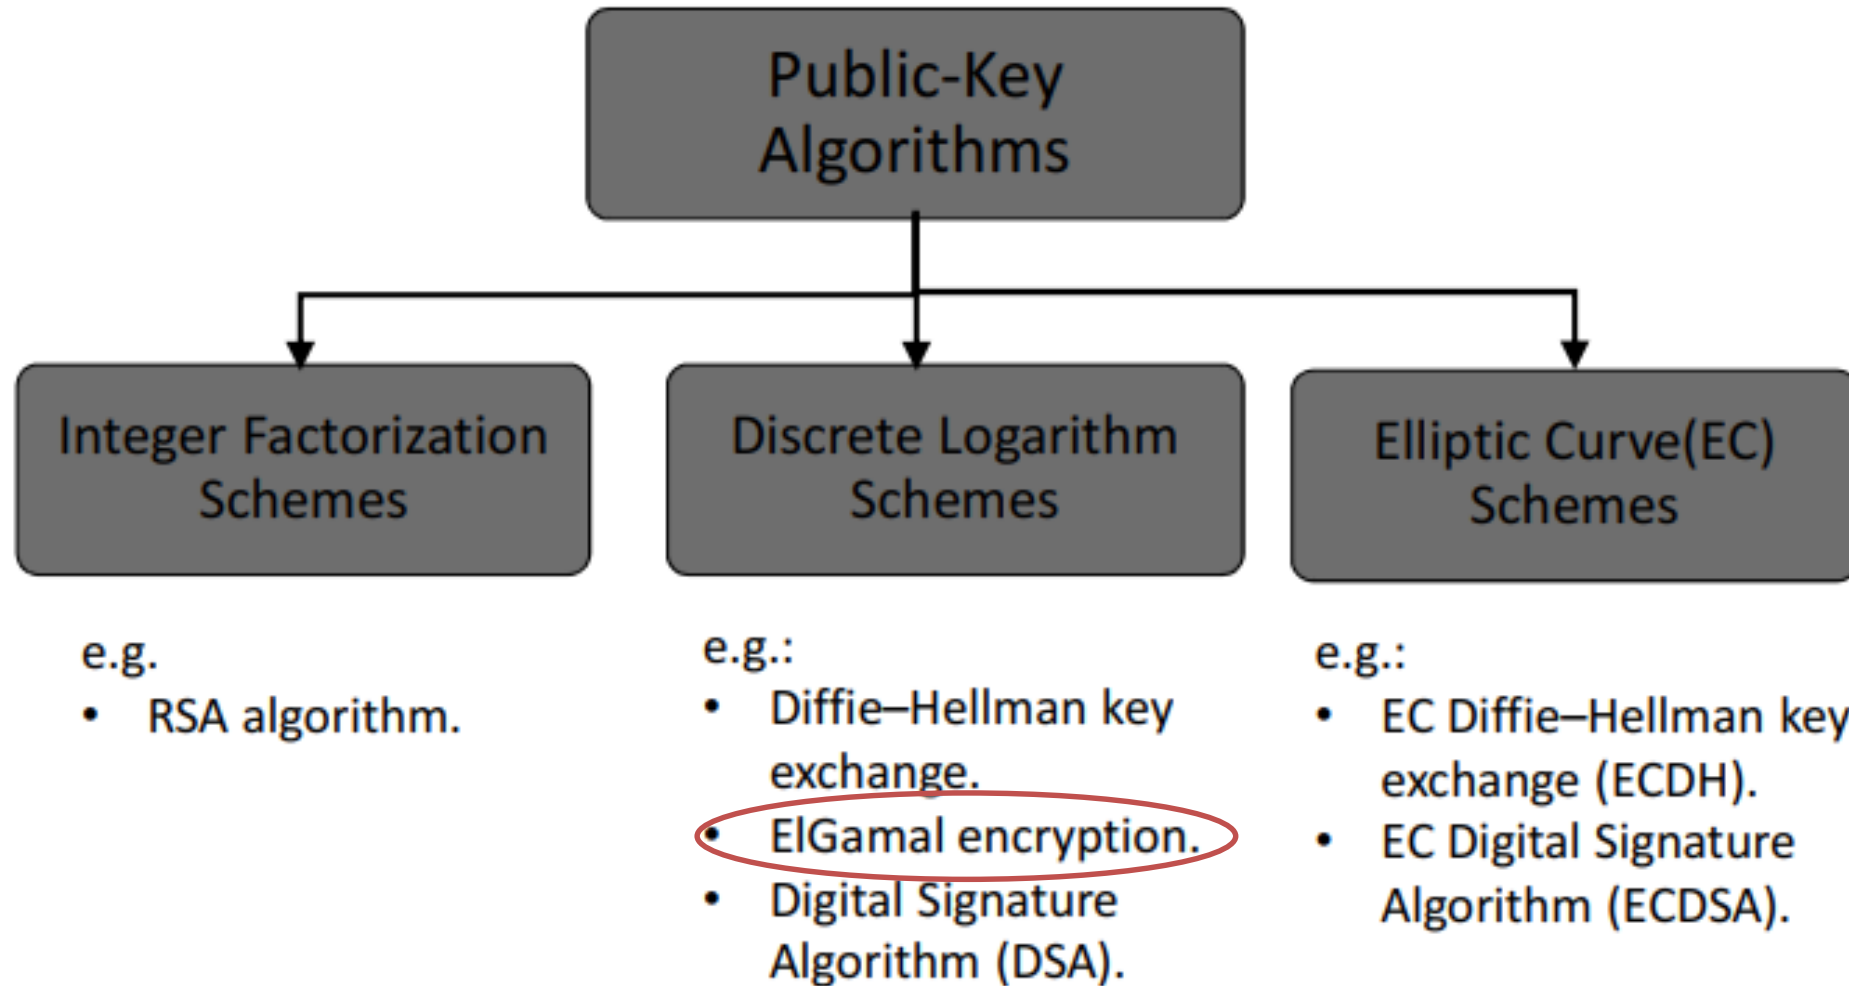 Public-Key
Algorithms
Integer Factorization
Schemes
Discrete Logarithm
Schemes
Elliptic Curve(EC)
Schemes
e.g.
• RSA algorithm.
e.g.:
• Diffie–Hellman key
exchange.
• ElGamal encryption.
• Digital Signature
Algorithm (DSA).
e.g.:
• EC Diffie–Hellman key
exchange (ECDH).
• EC Digital Signature
Algorithm (ECDSA).